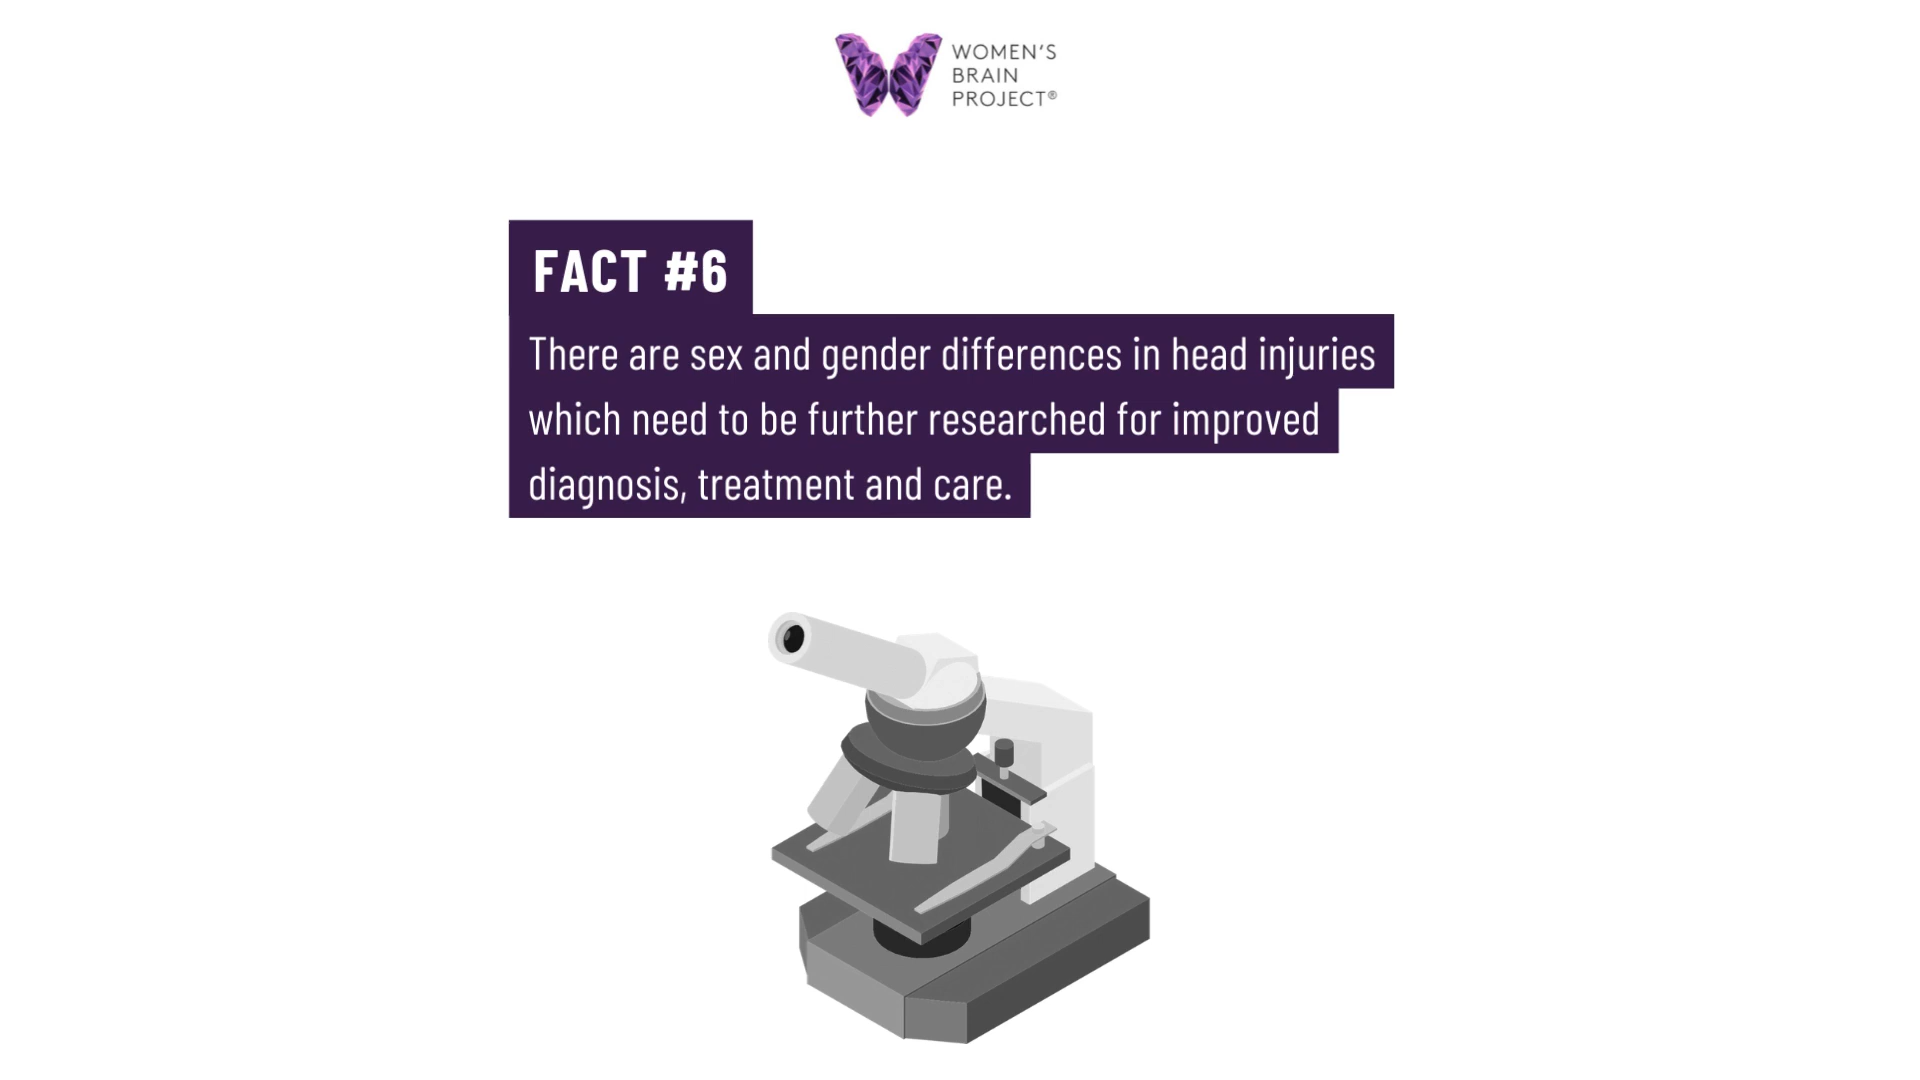 WOMEN'S
BRAIN
PROJECT®
FACT #6
There are sex and gender differences in head injuries
which need to be further researched for improved
diagnosis, treatment and care.